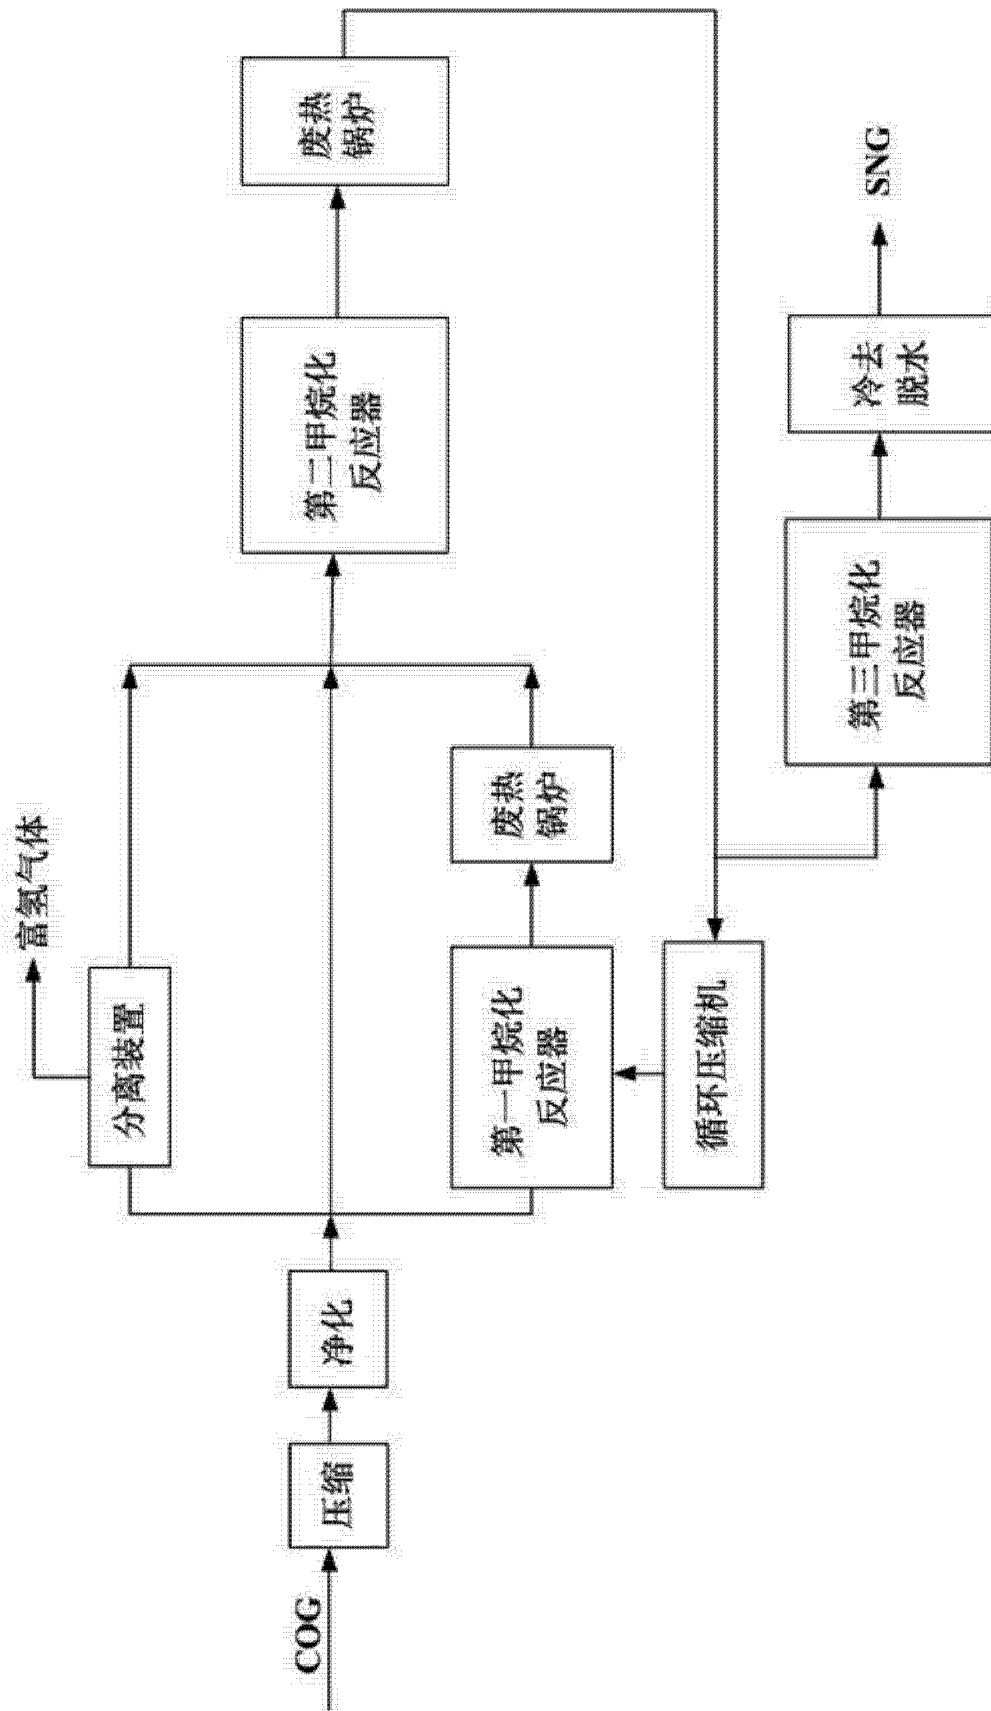 COG
压缩
净化
分离装置
富氢气体
第一甲烷化
反应器
废热
锅炉
循环压缩机
第二甲烷化
反应器
废热
锅炉
第三甲烷化
反应器
冷去
脱水
SNG